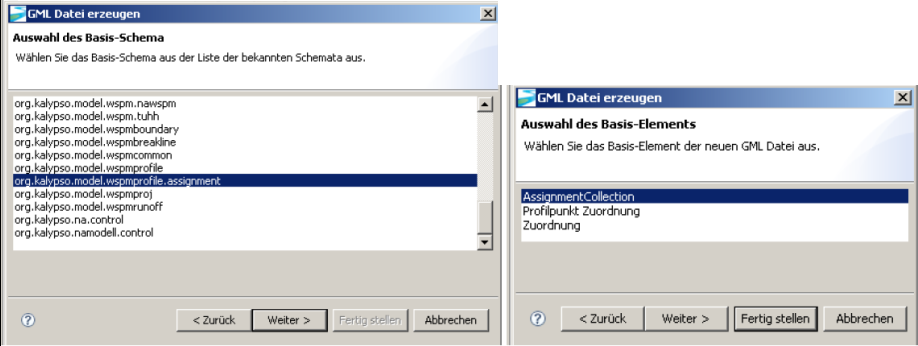 GML Datei erzeugen
Auswahl des Basis-Schema
Wählen Sie das Basis-Schema aus der Liste der bekannten Schemata aus.
org.kalypso.model.wspm.nawspm
org.kalypso.model.wspm.tuhh
org.kalypso.model.wspmboundary
org.kalypso.model.wspmbreakline
org.kalypso.model.wspmcommon
org.kalypso.model.wspmprofile
org.kalypso.model.wspmprofile.assignment
org.kalypso.model.wspmproj
org.kalypso.model.wspmrunoff
org.kalypso.na.control
org.kalypso.namodell.control
? < Zurück Weiter > Fertig stellen Abbrechen
GML Datei erzeugen
Auswahl des Basis-Elements
Wählen Sie das Basis-Element der neuen GML Datei aus.
AssignmentCollection
Profilpunkt Zuordnung
Zuordnung
? < Zurück Weiter > Fertig stellen Abbrechen